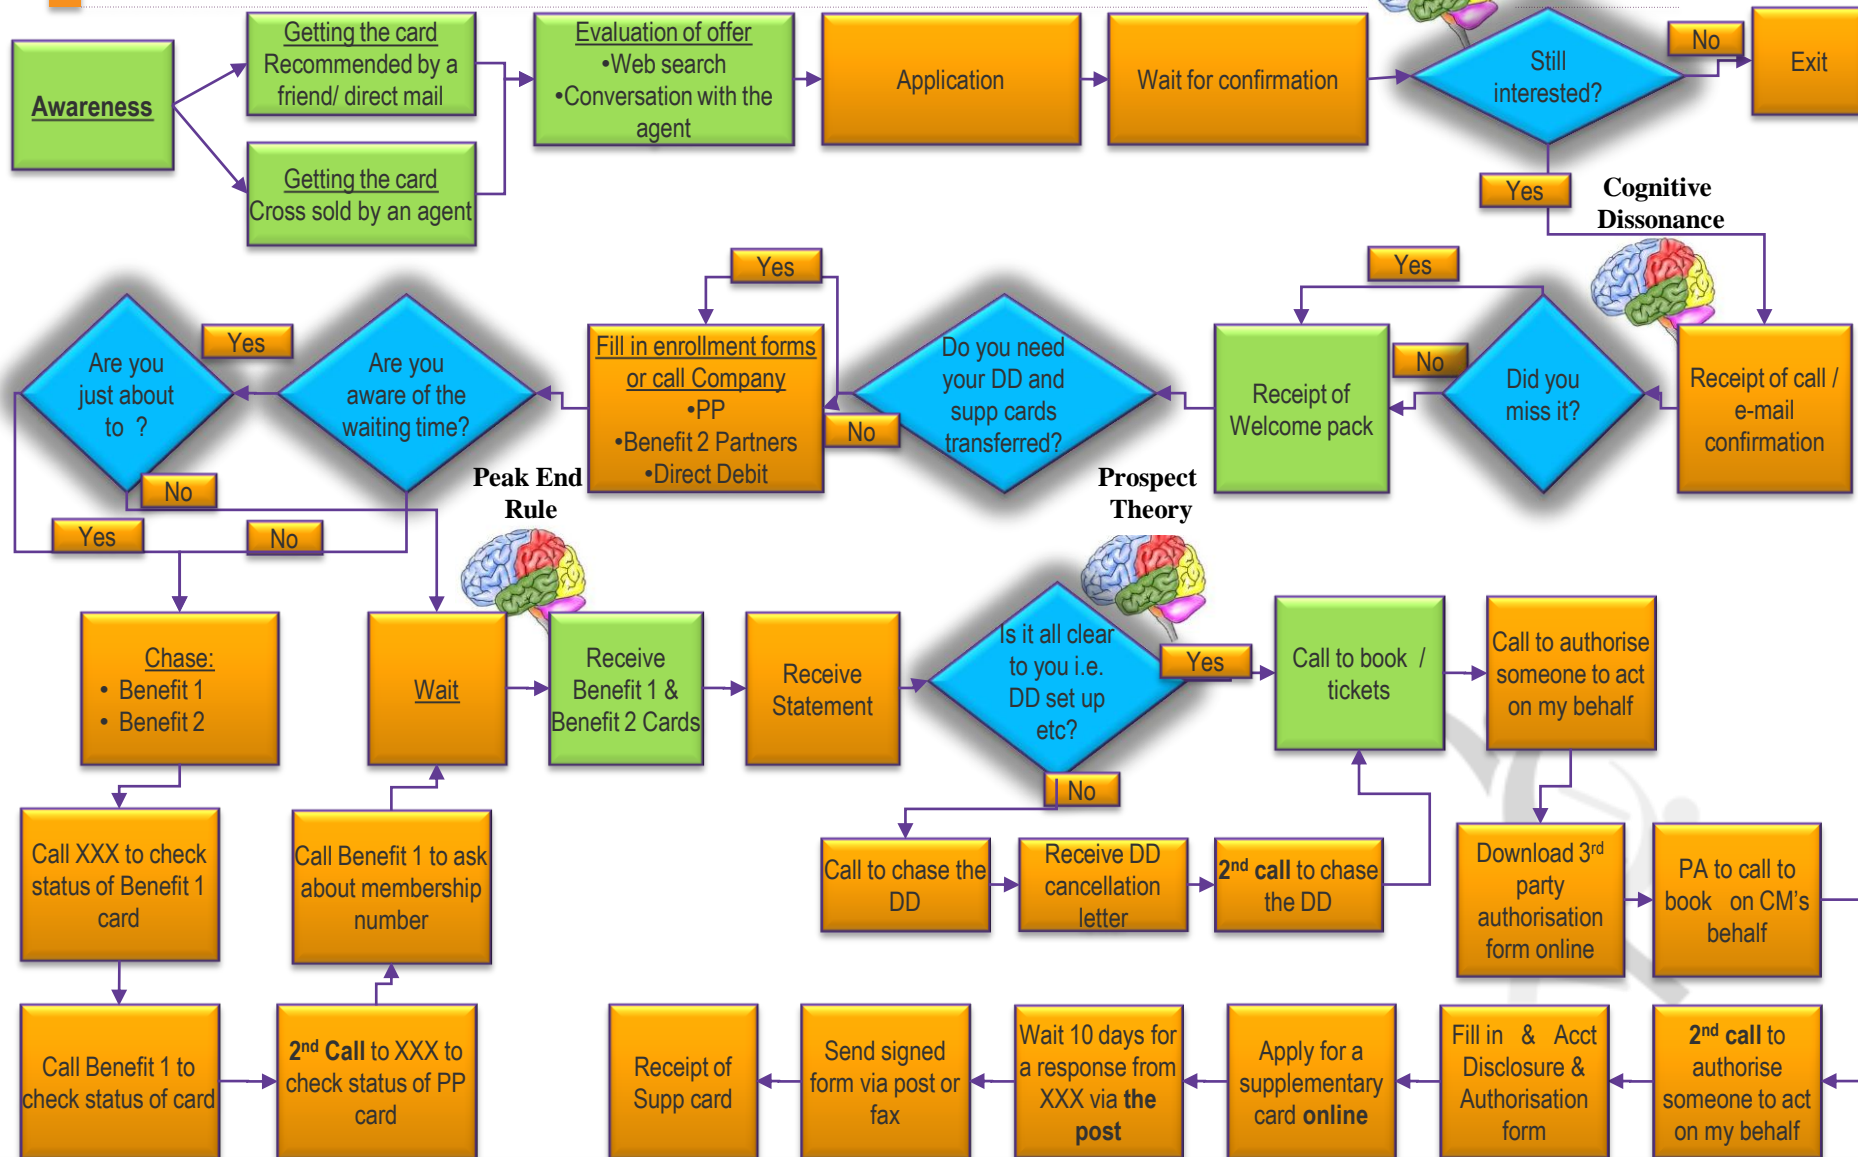 Awareness
Getting the card
Recommended by a
friend/ direct mail
Getting the card
Cross sold by an agent
Evaluation of offer
•Web search
•Conversation with the
agent
Application
Wait for confirmation
Still
interested?
No
Exit
Yes
Cognitive
Dissonance
Receipt of call /
e-mail
confirmation
Did you
miss it?
Yes
No
Receipt of
Welcome pack
Do you need
your DD and
supp cards
transferred?
Yes
No
Fill in enrollment forms
or call Company
•PP
•Benefit 2 Partners
•Direct Debit
Are you
aware of the
waiting time?
Yes
Are you
just about
to ?
No
Yes
No
Peak End
Rule
Prospect
Theory
Chase:
• Benefit 1
• Benefit 2
Wait
Receive
Benefit 1 &
Benefit 2 Cards
Receive
Statement
Is it all clear
to you i.e.
DD set up
etc?
Yes
No
Call to book /
tickets
Call to authorise
someone to act
on my behalf
Call XXX to check
status of Benefit 1
card
Call Benefit 1 to ask
about membership
number
Call to chase the
DD
Receive DD
cancellation
letter
2nd call to chase
the DD
Download 3rd
party
authorisation
form online
PA to call to
book on CM's
behalf
Call Benefit 1 to
check status of card
2nd Call to XXX to
check status of PP
card
Receipt of
Supp card
Send signed
form via post or
fax
Wait 10 days for
a response from
XXX via the
post
Apply for a
supplementary
card online
Fill in & Acct
Disclosure &
Authorisation
form
2nd call to
authorise
someone to act
on my behalf